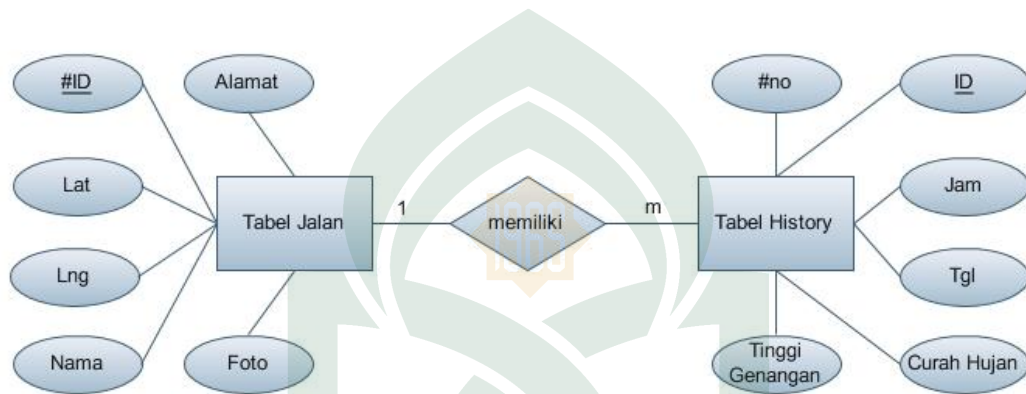 #ID
Alamat
#no
ID
Lat
Jam
Tabel Jalan
1
memiliki
m
Tabel History
Lng
Tgl
Nama
Foto
Tinggi
Genangan
Curah Hujan